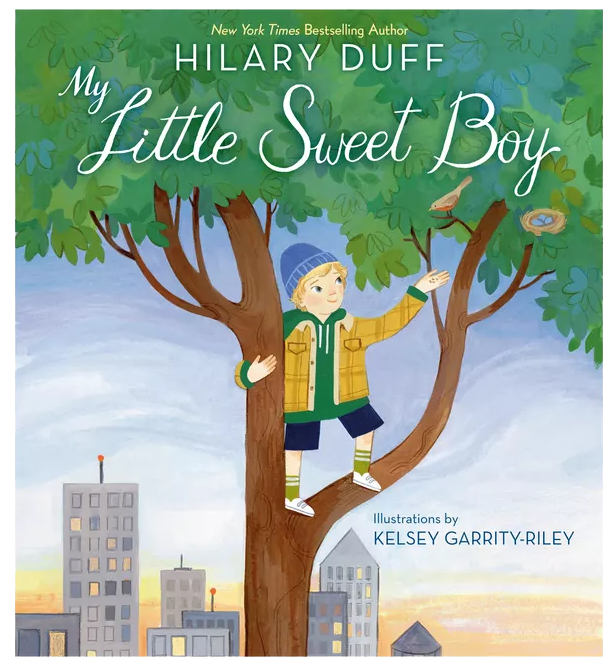 New York Times Bestselling Author
HILARY DUFF
My
Little Sweet Boy
Illustrations by
KELSEY GARRITY-RILEY